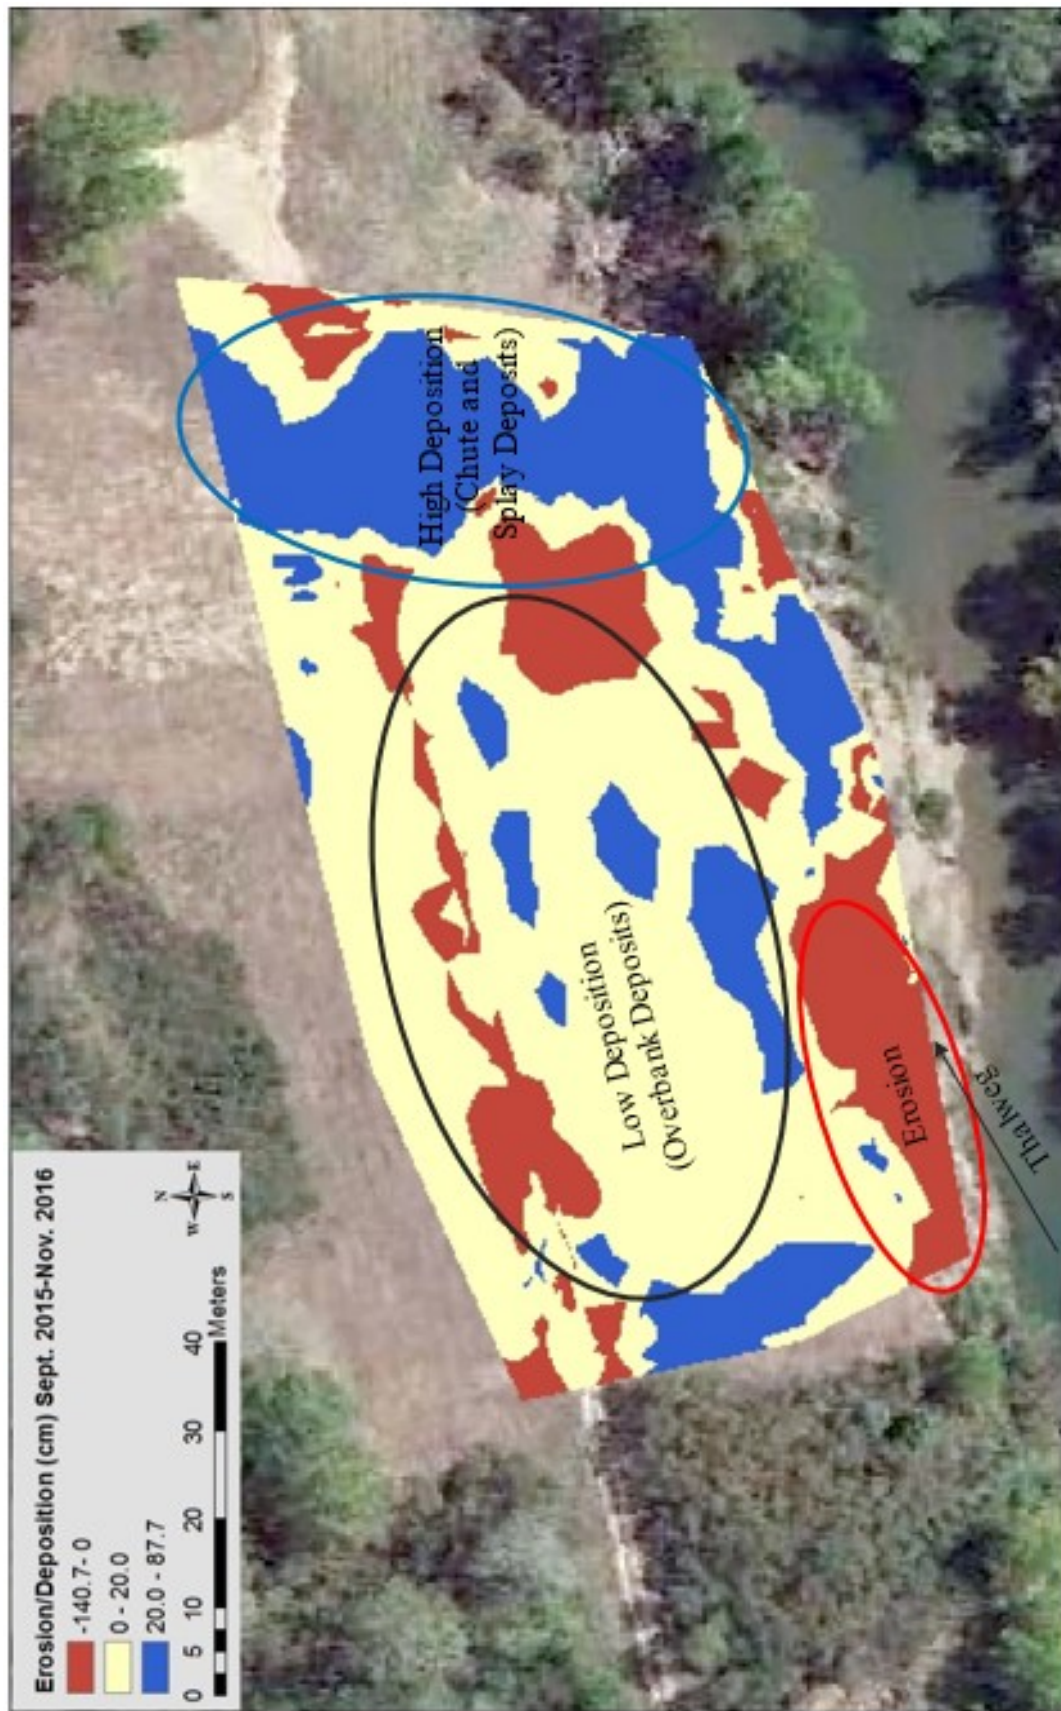 Erosion/Deposition (cm) Sept. 2015-Nov. 2016
-140.7- 0
0 - 20.0
20.0 - 87.7
0 5 10 20 30 40
Meters
N
W E
S
High Deposition
(Chute and
Splay Deposits)
Low Deposition
(Overbank Deposits)
Erosion
Thalweg